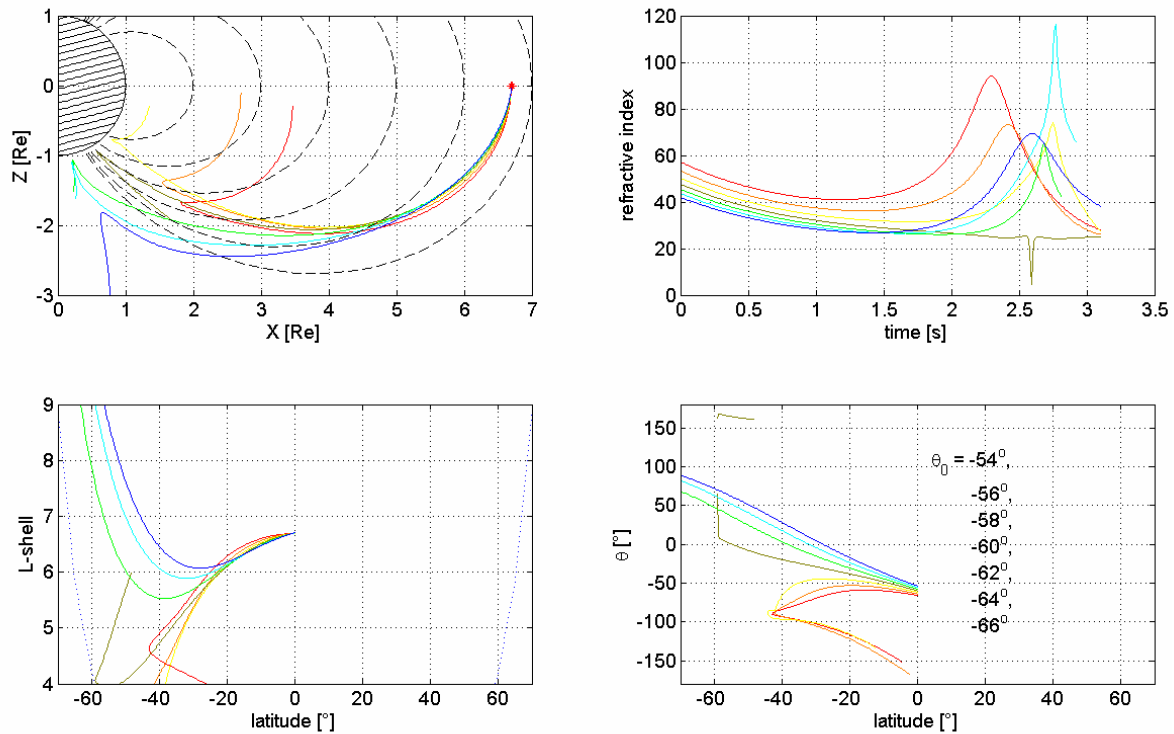 1
0
-1
-2
-3
Z [Re]
0 1 2 3 4 5 6 7
X [Re]
120
100
80
60
40
20
0
refractive index
0 0.5 1 1.5 2 2.5 3 3.5
time [s]
9
8
7
6
5
4
L-shell
-60 -40 -20 0 20 40 60
latitude [°]
150
100
50
0
-50
-100
-150
θ [°]
θ0 = -54°,
-56°,
-58°,
-60°,
-62°,
-64°,
-66°
-60 -40 -20 0 20 40 60
latitude [°]